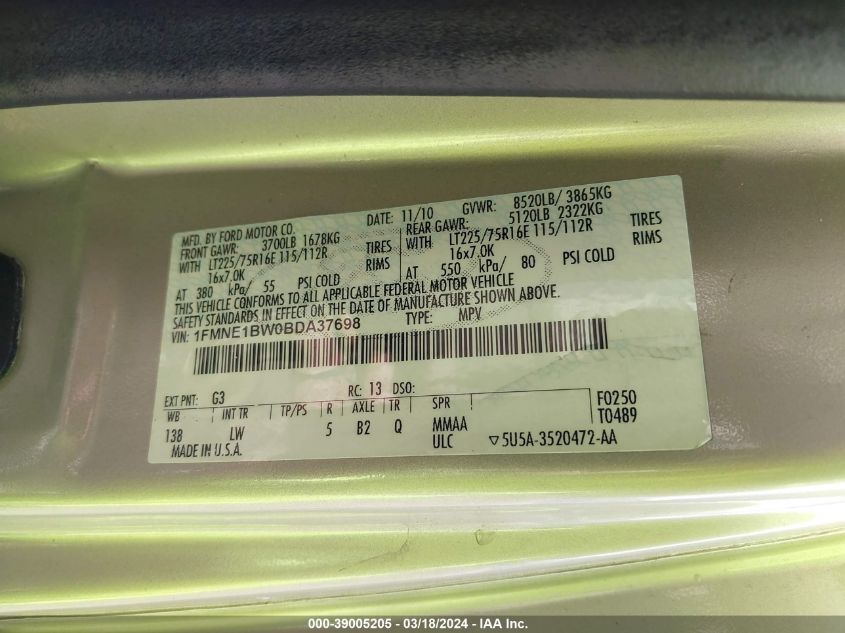 MFD. BY FORD MOTOR CO.
DATE: 11/10 GVWR: 8520LB/ 3865KG
FRONT GAWR: 3700LB 1678KG
REAR GAWR: 5120LB 2322KG
WITH LT225/75R16E 115/112R TIRES
WITH LT225/75R16E 115/112R TIRES
16x7.0K RIMS
16x7.0K RIMS
AT 380 kPa/ 55 PSI COLD
AT 550 kPa/ 80 PSI COLD
THIS VEHICLE CONFORMS TO ALL APPLICABLE FEDERAL MOTOR VEHICLE
SAFETY STANDARDS IN EFFECT ON THE DATE OF MANUFACTURE SHOWN ABOVE.
VIN: 1FMNE1BW0BDA37698
TYPE: MPV
EXT PNT: G3 RC: 13 DSO:
WB INT TR TP/PS R AXLE TR SPR
138 LW 5 B2 Q MMAA
ULC
F0250
T0489
MADE IN U.S.A.
▽5U5A-3520472-AA
000-39005205 - 03/18/2024 - IAA Inc.